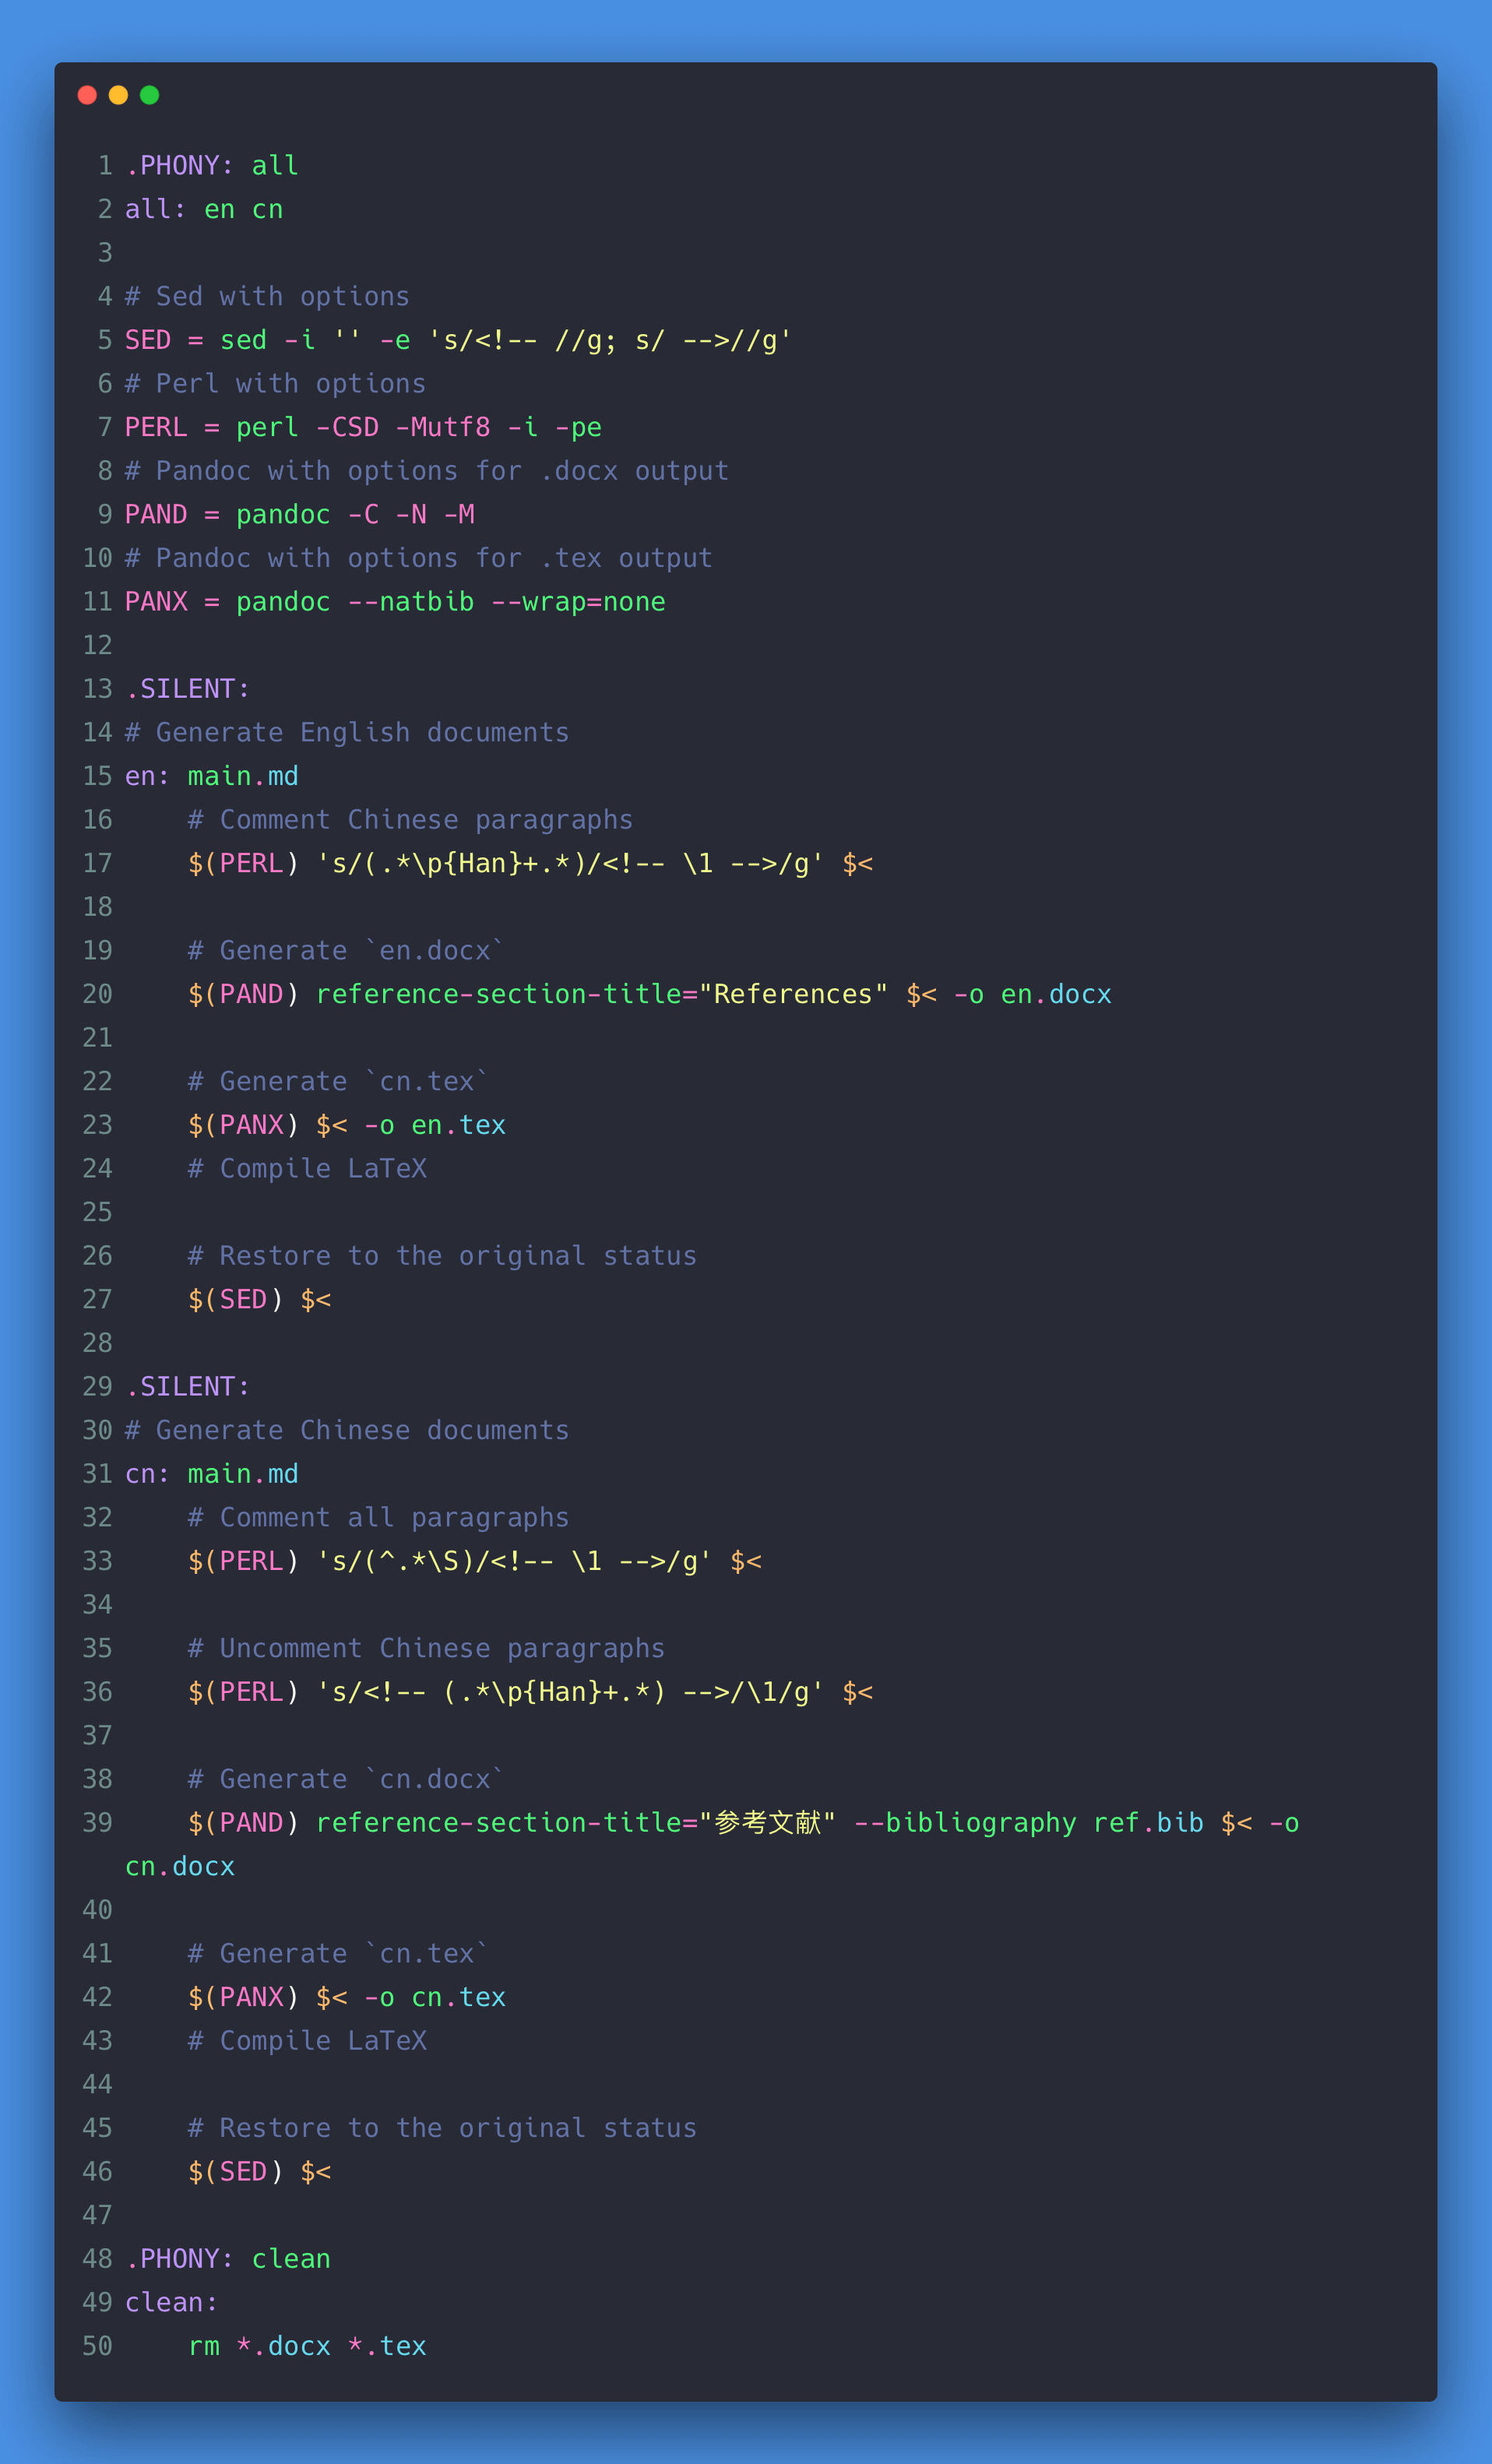 1 .PHONY: all
2 all: en cn
3
4 # Sed with options
5 SED = sed -i '' -e 's/<!-- //g; s/ -->//g'
6 # Perl with options
7 PERL = perl -CSD -Mutf8 -i -pe
8 # Pandoc with options for .docx output
9 PAND = pandoc -C -N -M
10 # Pandoc with options for .tex output
11 PANX = pandoc --natbib --wrap=none
12
13 .SILENT:
14 # Generate English documents
15 en: main.md
16     # Comment Chinese paragraphs
17     $(PERL) 's/(.*\p{Han}+.*)/<!-- \1 -->/g' $<
18
19     # Generate `en.docx`
20     $(PAND) reference-section-title="References" $< -o en.docx
21
22     # Generate `cn.tex`
23     $(PANX) $< -o en.tex
24     # Compile LaTeX
25
26     # Restore to the original status
27     $(SED) $<
28
29 .SILENT:
30 # Generate Chinese documents
31 cn: main.md
32     # Comment all paragraphs
33     $(PERL) 's/(^.*\S)/<!-- \1 -->/g' $<
34
35     # Uncomment Chinese paragraphs
36     $(PERL) 's/<!-- (.*\p{Han}+.*) -->/\1/g' $<
37
38     # Generate `cn.docx`
39     $(PAND) reference-section-title="参考文献" --bibliography ref.bib $< -o
cn.docx
40
41     # Generate `cn.tex`
42     $(PANX) $< -o cn.tex
43     # Compile LaTeX
44
45     # Restore to the original status
46     $(SED) $<
47
48 .PHONY: clean
49 clean:
50     rm *.docx *.tex